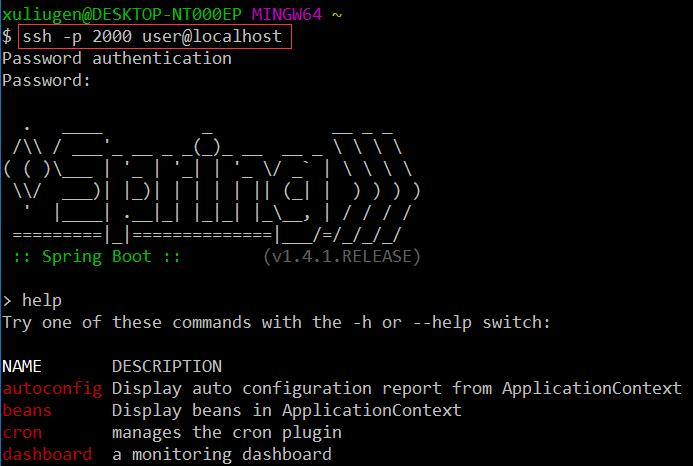 xuliugen@DESKTOP-NT000EP MINGW64 ~
$ ssh -p 2000 user@localhost
Password authentication
Password:
  .   ____          _            __ _ _
 /\\ / ___'_ __ _ _(_)_ __  __ _ \ \ \ \
( ( )\___ | '_ | '_| | '_ \/ _` | \ \ \ \
 \\/  ___)| |_)| | | | | || (_| |  ) ) ) )
  '  |____| .__|_| |_|_| |_\__, | / / / /
 =========|_|==============|___/=/_/_/_/
 :: Spring Boot ::        (v1.4.1.RELEASE)
> help
Try one of these commands with the -h or --help switch:
NAME       DESCRIPTION
autoconfig Display auto configuration report from ApplicationContext
beans      Display beans in ApplicationContext
cron       manages the cron plugin
dashboard  a monitoring dashboard